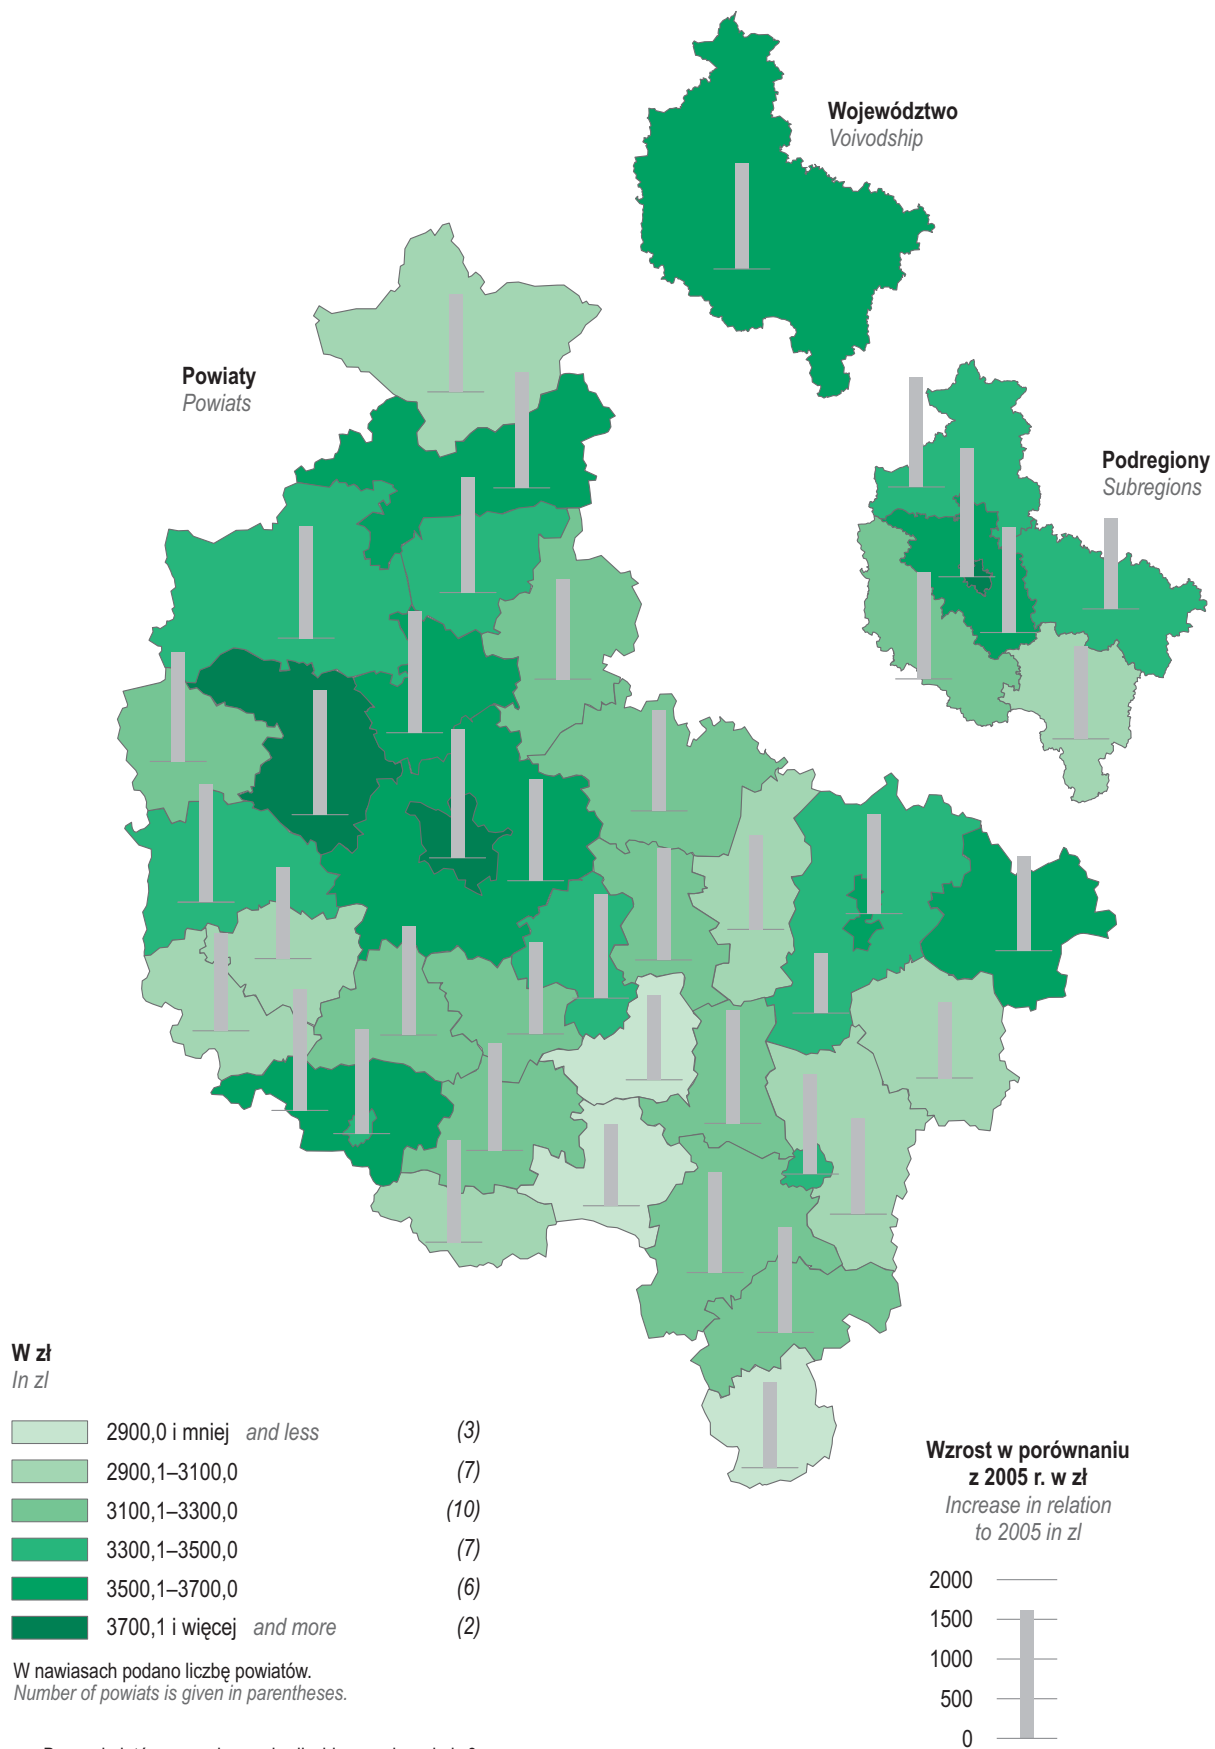 Województwo
Voivodship
Powiaty
Powiats
Podregiony
Subregions
W zł
In zl
2900,0 i mniej and less (3)
2900,1–3100,0 (7)
3100,1–3300,0 (10)
3300,1–3500,0 (7)
3500,1–3700,0 (6)
3700,1 i więcej and more (2)
W nawiasach podano liczbę powiatów.
Number of powiats is given in parentheses.
Wzrost w porównaniu
z 2005 r. w zł
Increase in relation
to 2005 in zl
2000
1500
1000
500
0